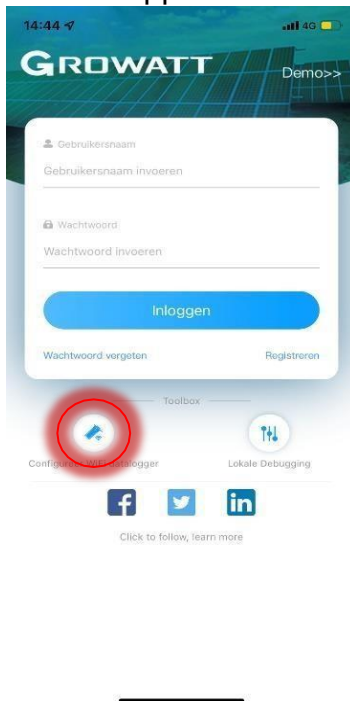 14:44
4G
GROWATT
Demo>>
Gebruikersnaam
Gebruikersnaam invoeren
Wachtwoord
Wachtwoord invoeren
Inloggen
Wachtwoord vergeten
Registreren
Toolbox
Configureer WIFI datalogger
Lokale Debugging
f
in
Click to follow, learn more